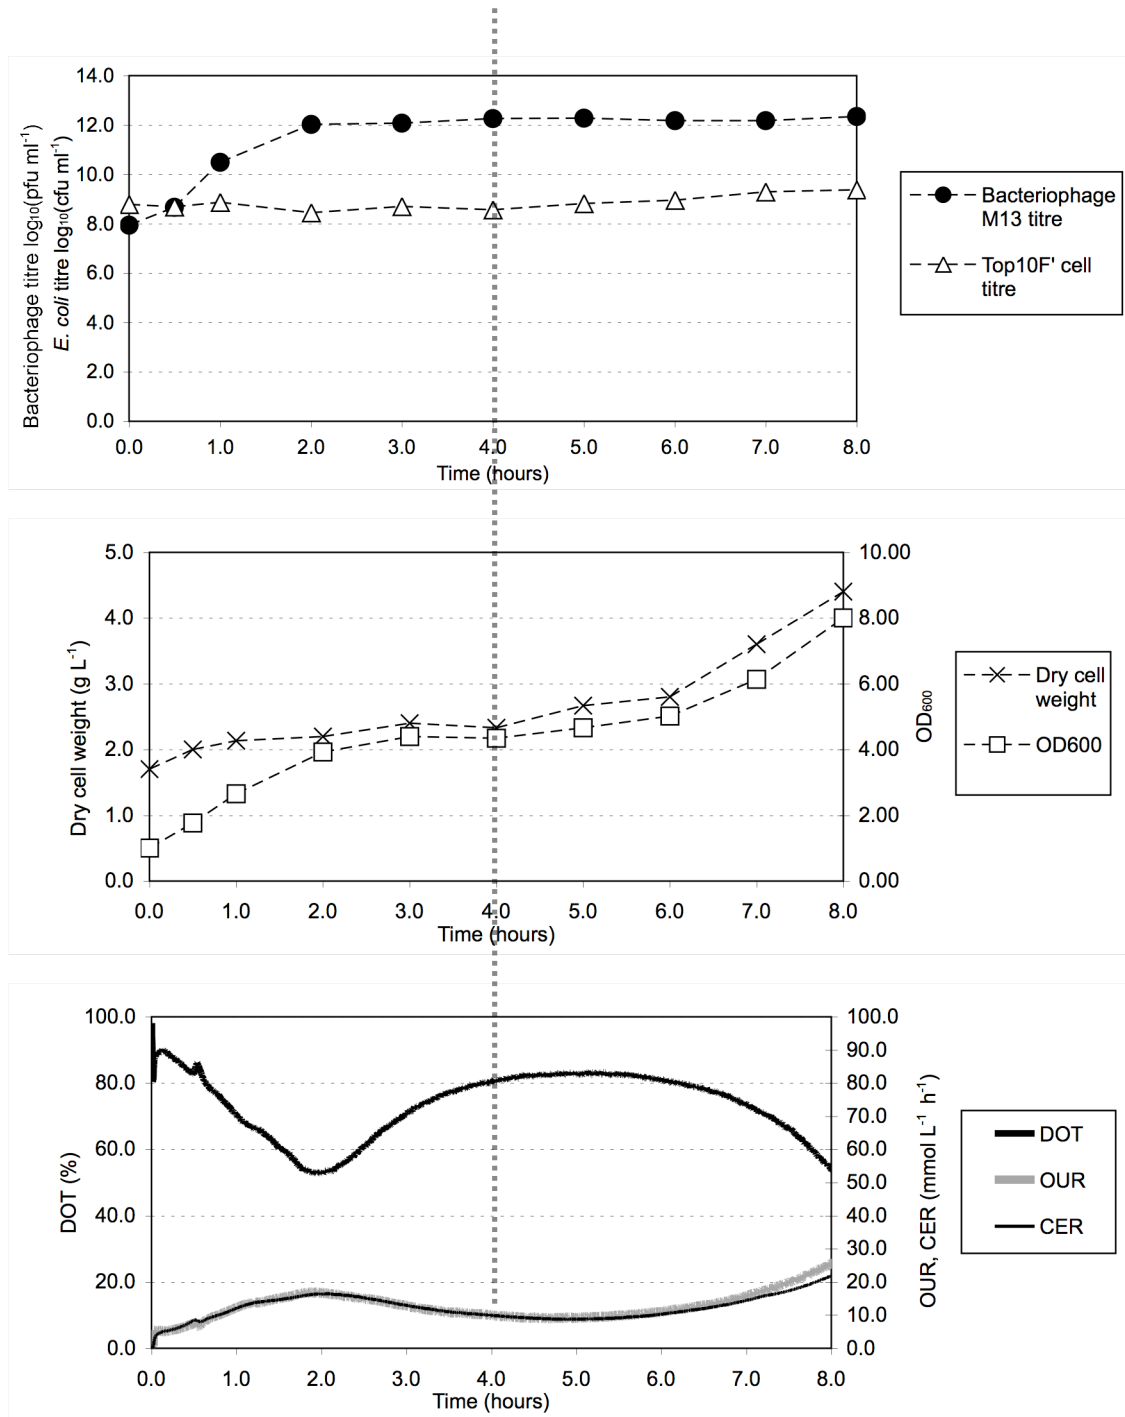 Bacteriophage titre log₁₀(pfu ml⁻¹)
E. coli titre log₁₀(cfu ml⁻¹)
14.0
12.0
10.0
8.0
6.0
4.0
2.0
0.0
0.0 1.0 2.0 3.0 4.0 5.0 6.0 7.0 8.0
Time (hours)
Bacteriophage
M13 titre
Top10F' cell
titre
Dry cell weight (g L⁻¹)
5.0
4.0
3.0
2.0
1.0
0.0
10.00
8.00
6.00
4.00
2.00
0.00
OD₆₀₀
0.0 1.0 2.0 3.0 4.0 5.0 6.0 7.0 8.0
Time (hours)
Dry cell
weight
OD600
DOT (%)
100.0
80.0
60.0
40.0
20.0
0.0
100.0
90.0
80.0
70.0
60.0
50.0
40.0
30.0
20.0
10.0
0.0
OUR, CER (mmol L⁻¹ h⁻¹)
0.0 1.0 2.0 3.0 4.0 5.0 6.0 7.0 8.0
Time (hours)
DOT
OUR
CER